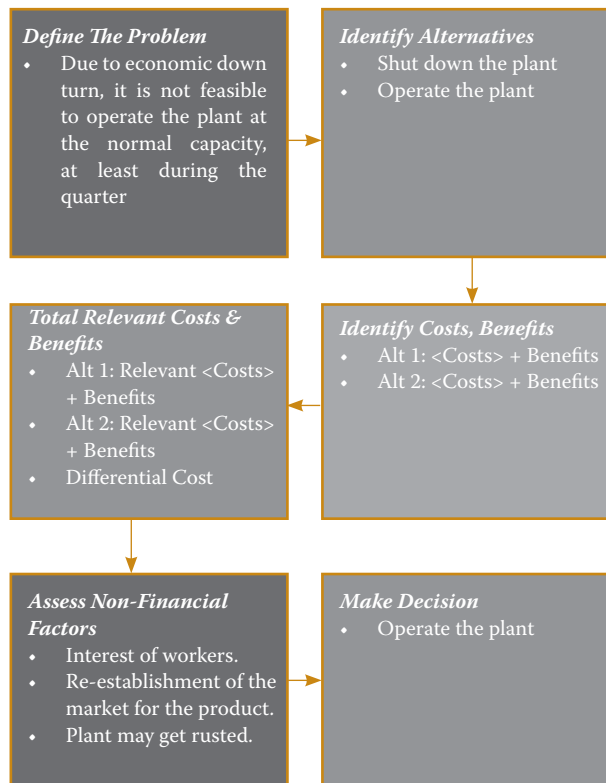 Define The Problem
• Due to economic down
turn, it is not feasible
to operate the plant at
the normal capacity,
at least during the
quarter
Identify Alternatives
• Shut down the plant
• Operate the plant
Identify Costs, Benefits
• Alt 1: <Costs> + Benefits
• Alt 2: <Costs> + Benefits
Total Relevant Costs &
Benefits
• Alt 1: Relevant <Costs>
+ Benefits
• Alt 2: Relevant <Costs>
+ Benefits
• Differential Cost
Assess Non-Financial
Factors
• Interest of workers.
• Re-establishment of the
market for the product.
• Plant may get rusted.
Make Decision
• Operate the plant